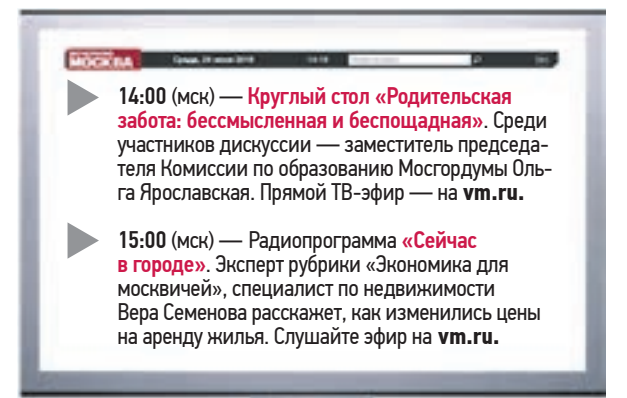 МОСКВА
14:00 (мск) — Круглый стол «Родительская
забота: бессмысленная и беспощадная». Среди
участников дискуссии — заместитель председа-
теля Комиссии по образованию Мосгордумы Оль-
га Ярославская. Прямой ТВ-эфир — на vm.ru.
15:00 (мск) — Радиопрограмма «Сейчас
в городе». Эксперт рубрики «Экономика для
москвичей», специалист по недвижимости
Вера Семенова расскажет, как изменились цены
на аренду жилья. Слушайте эфир на vm.ru.